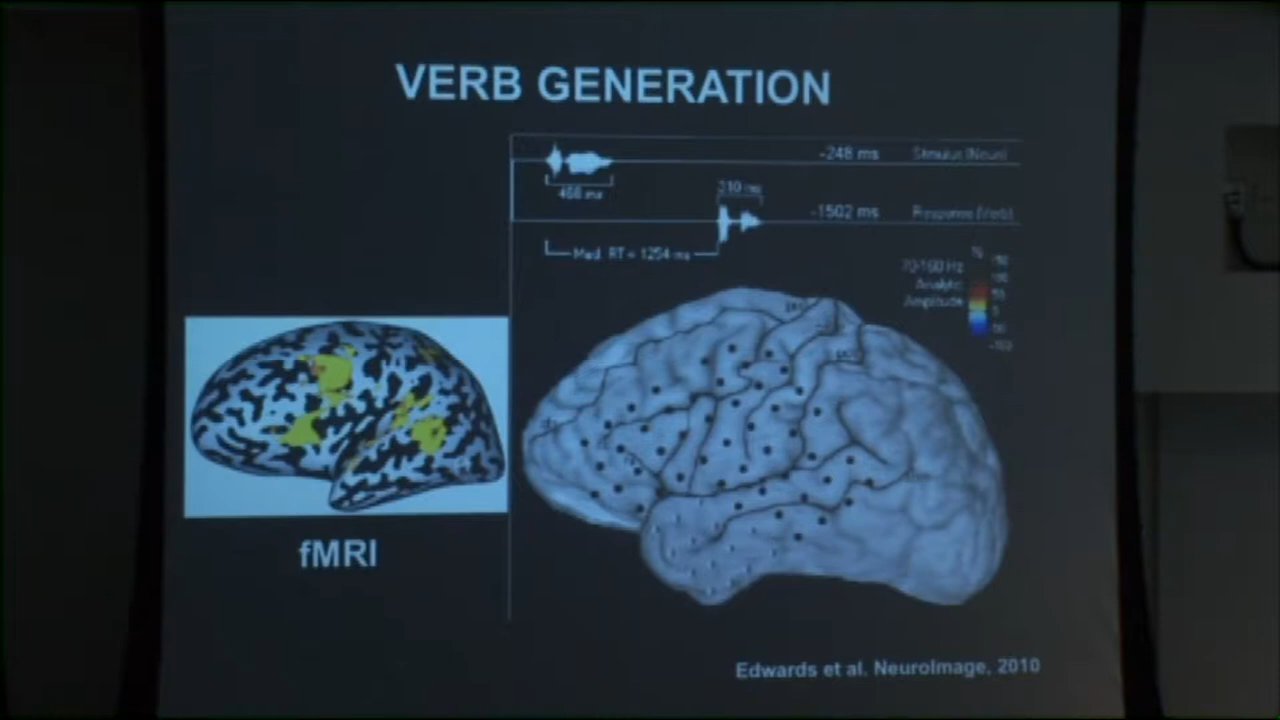 VERB GENERATION
-248 ms Stimulus (Noun)
468 ms
210 ms
-1502 ms Response (Verb)
Med. RT = 1254 ms
70-160 Hz
Analytic
Amplitude
%
fMRI
Edwards et al. NeuroImage, 2010